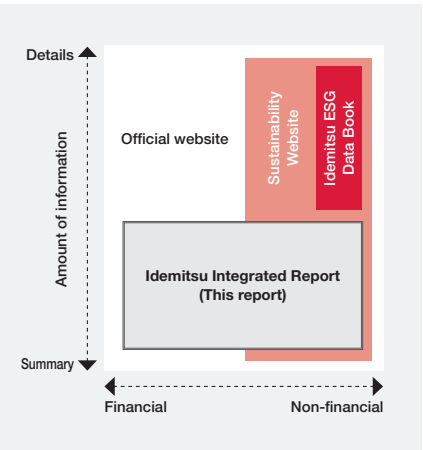 Details
Amount of information
Summary
Official website
Sustainability
Website
Idemitsu ESG
Data Book
Idemitsu Integrated Report
(This report)
Financial
Non-financial